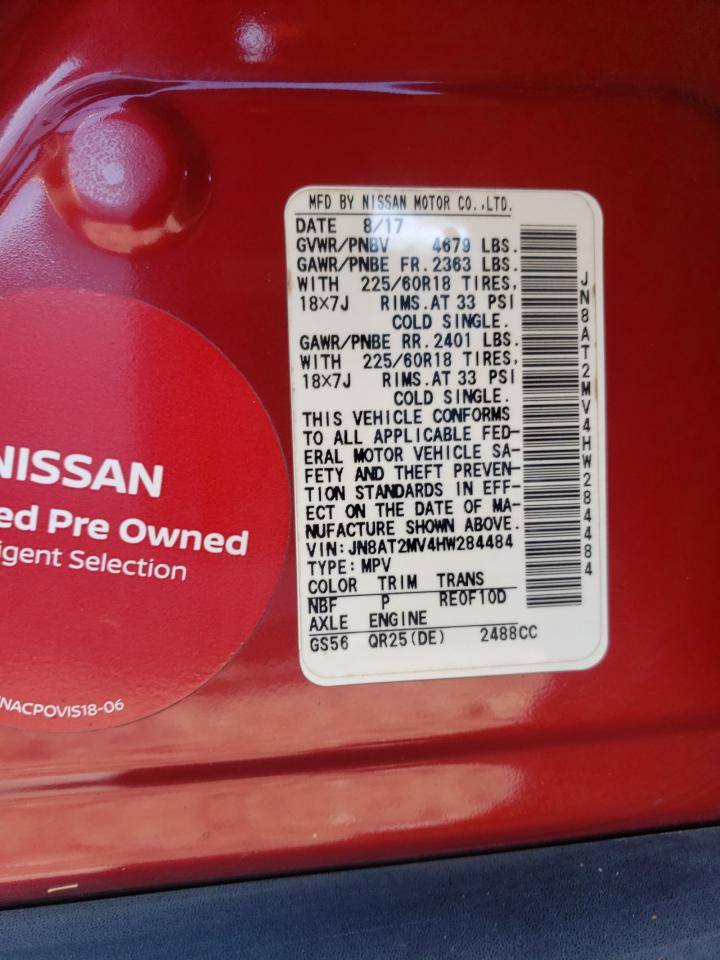 MFD BY NISSAN MOTOR CO.,LTD.
DATE 8/17
GVWR/PNBV 4679 LBS.
GAWR/PNBE FR.2363 LBS.
WITH 225/60R18 TIRES,
18×7J RIMS.AT 33 PSI
COLD SINGLE.
GAWR/PNBE RR.2401 LBS.
WITH 225/60R18 TIRES,
18×7J RIMS.AT 33 PSI
COLD SINGLE.
THIS VEHICLE CONFORMS
TO ALL APPLICABLE FED-
ERAL MOTOR VEHICLE SA-
FETY AND THEFT PREVEN-
TION STANDARDS IN EFF-
ECT ON THE DATE OF MA-
NUFACTURE SHOWN ABOVE.
VIN:JN8AT2MV4HW284484
TYPE:MPV
COLOR TRIM TRANS
NBF P RE0F10D
AXLE ENGINE
GS56 QR25(DE) 2488CC
JN8AT2MV4HW284484
NISSAN
ed Pre Owned
igent Selection
NACPOVIS18-06